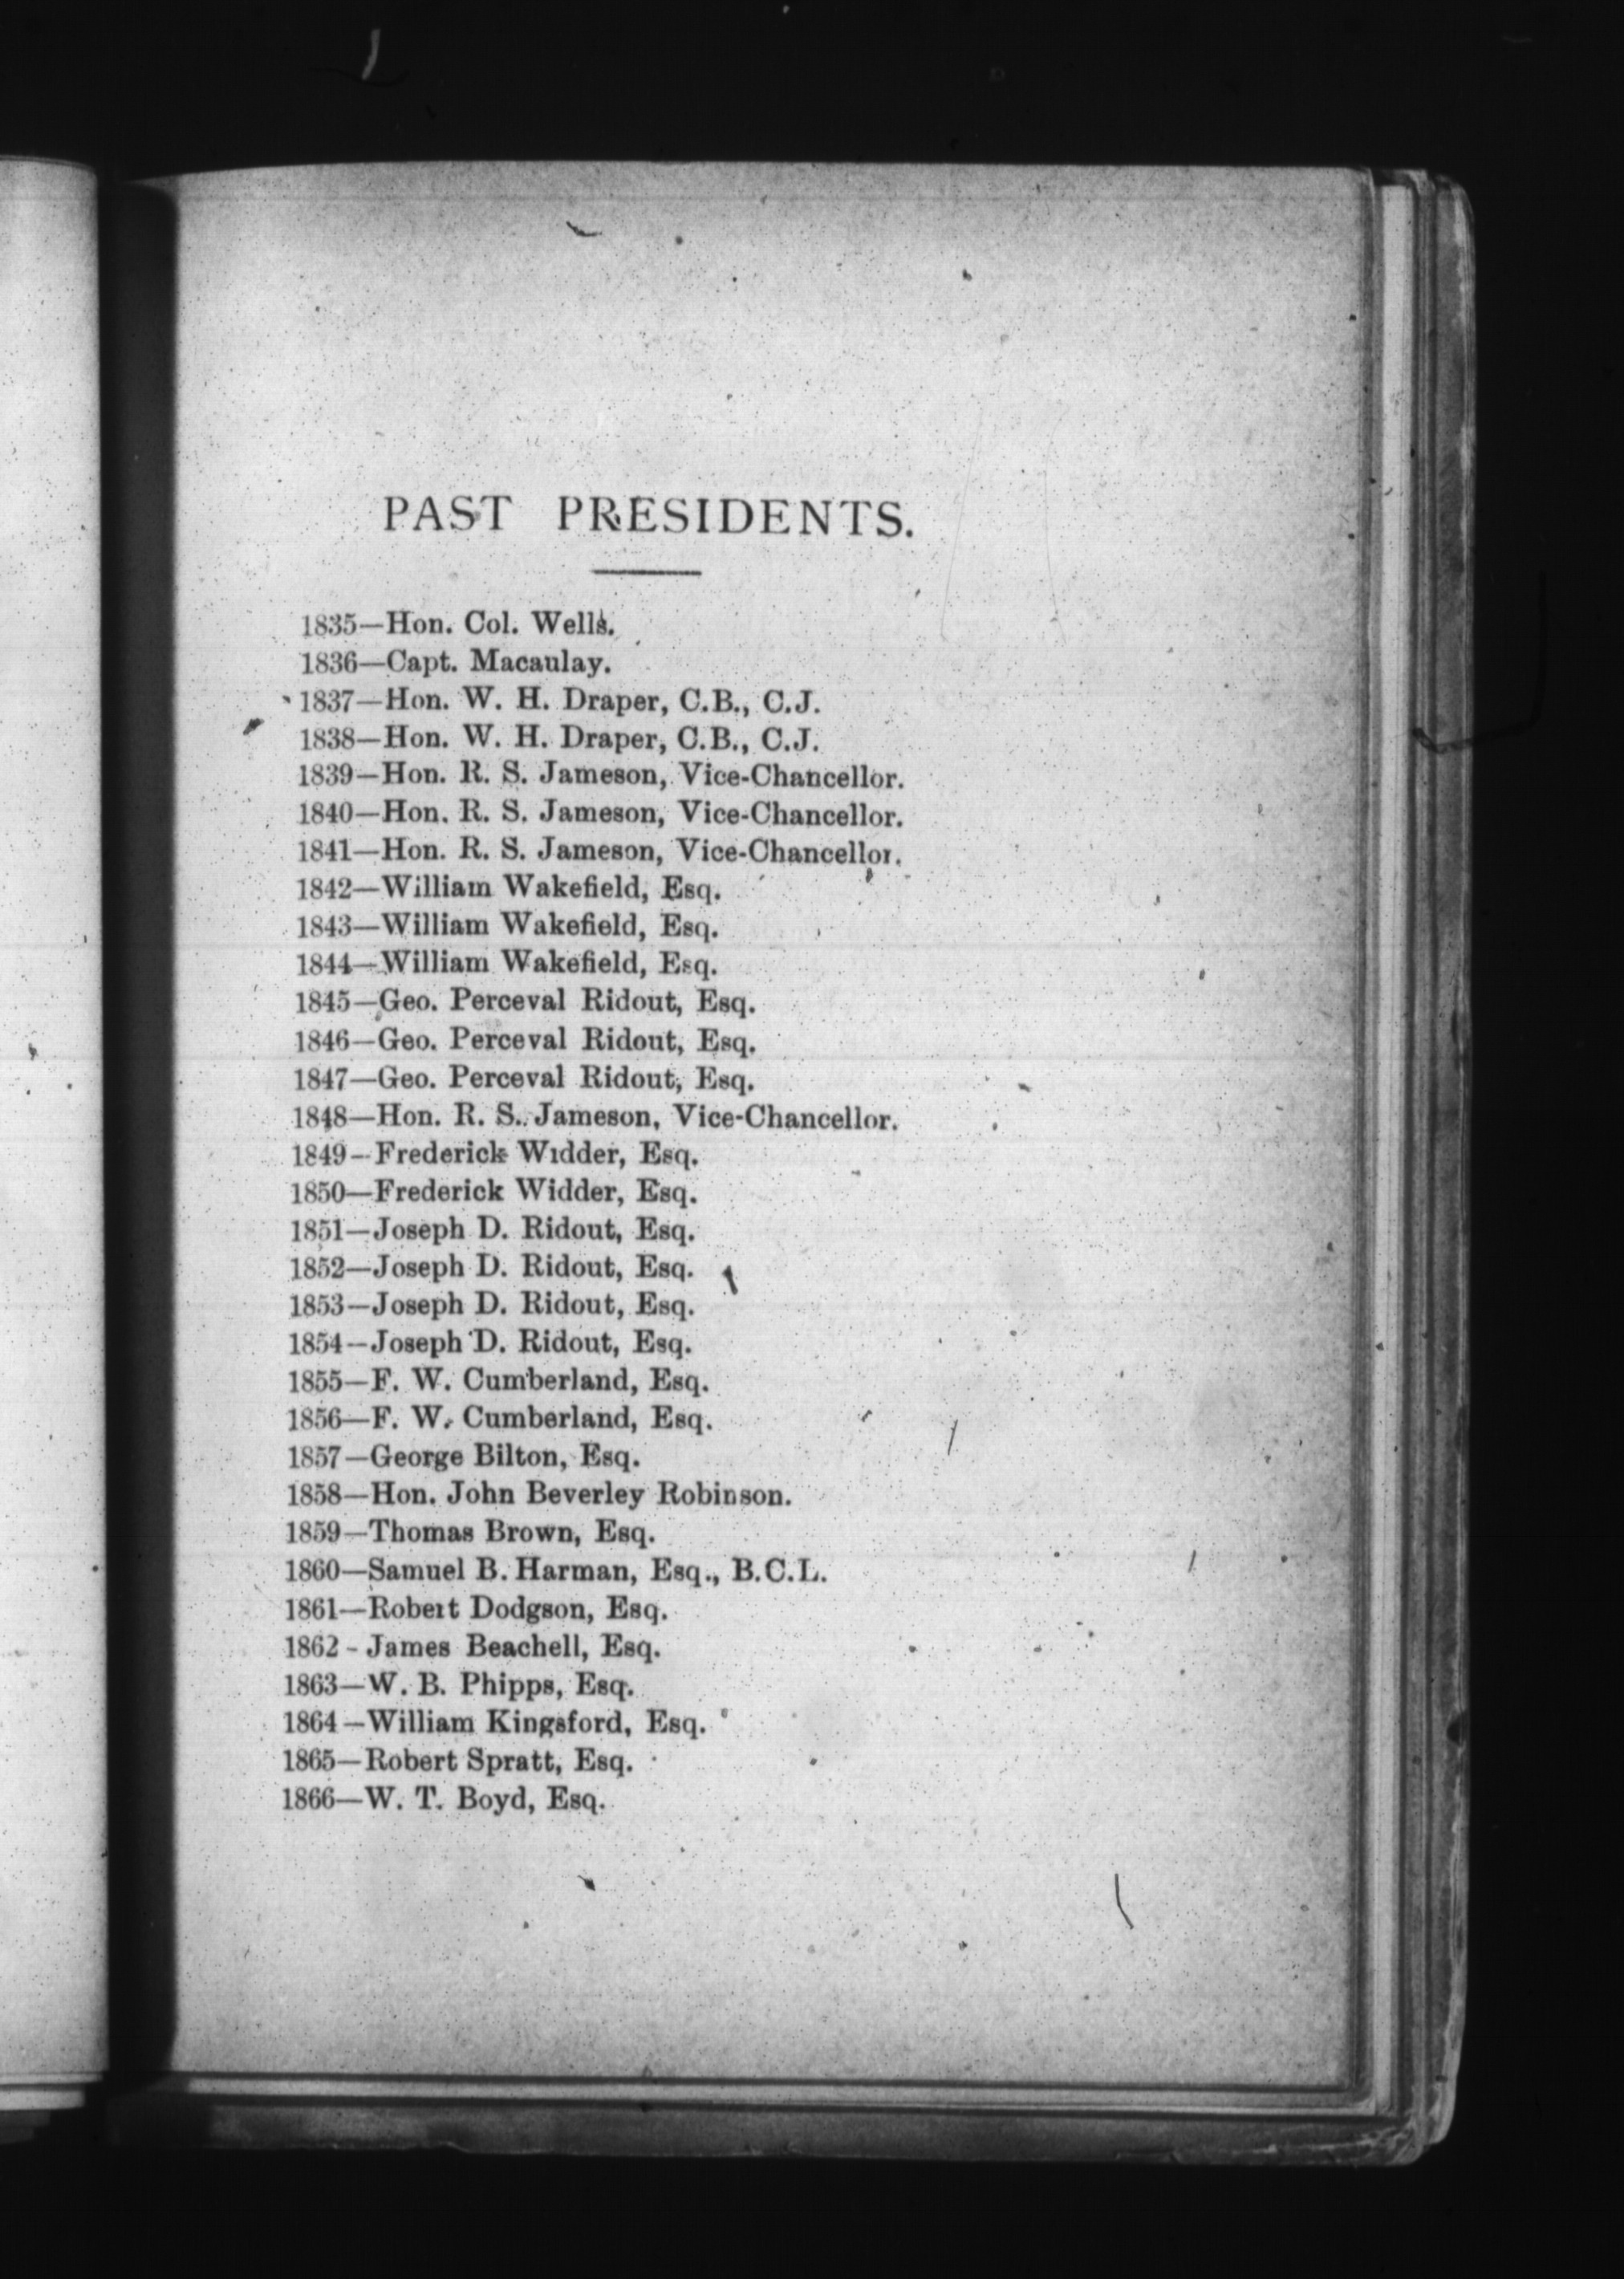 PAST PRESIDENTS.
1835—Hon. Col. Wells.
1836—Capt. Macaulay.
1837—Hon. W. H. Draper, C.B., C.J.
1838—Hon. W. H. Draper, C.B., C.J.
1839—Hon. R. S. Jameson, Vice-Chancellor.
1840—Hon. R. S. Jameson, Vice-Chancellor.
1841—Hon. R. S. Jameson, Vice-Chancellor.
1842—William Wakefield, Esq.
1843—William Wakefield, Esq.
1844—William Wakefield, Esq.
1845—Geo. Perceval Ridout, Esq.
1846—Geo. Perceval Ridout, Esq.
1847—Geo. Perceval Ridout, Esq.
1848—Hon. R. S. Jameson, Vice-Chancellor.
1849—Frederick Widder, Esq.
1850—Frederick Widder, Esq.
1851—Joseph D. Ridout, Esq.
1852—Joseph D. Ridout, Esq.
1853—Joseph D. Ridout, Esq.
1854—Joseph D. Ridout, Esq.
1855—F. W. Cumberland, Esq.
1856—F. W. Cumberland, Esq.
1857—George Bilton, Esq.
1858—Hon. John Beverley Robinson.
1859—Thomas Brown, Esq.
1860—Samuel B. Harman, Esq., B.C.L.
1861—Robert Dodgson, Esq.
1862-James Beachell, Esq.
1863—W. B. Phipps, Esq.
1864—William Kingsford, Esq.
1865—Robert Spratt, Esq.
1866—W. T. Boyd, Esq.